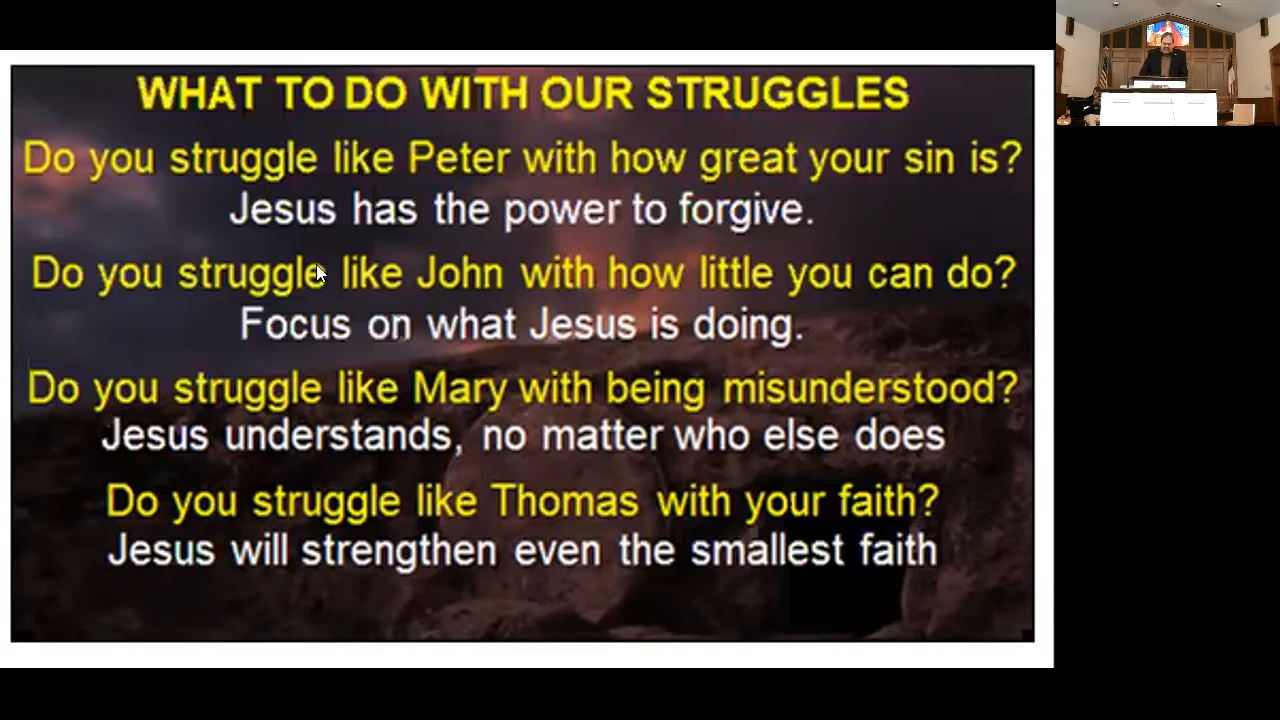 WHAT TO DO WITH OUR STRUGGLES
Do you struggle like Peter with how great your sin is?
Jesus has the power to forgive.
Do you struggle like John with how little you can do?
Focus on what Jesus is doing.
Do you struggle like Mary with being misunderstood?
Jesus understands, no matter who else does
Do you struggle like Thomas with your faith?
Jesus will strengthen even the smallest faith